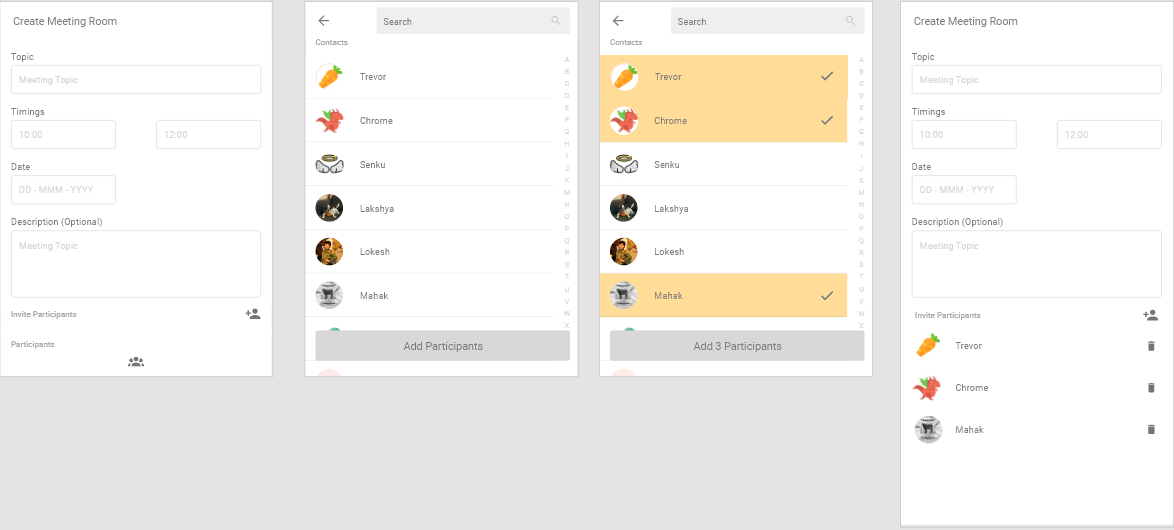 Create Meeting Room
Topic
Meeting Topic
Timings
10:00 12:00
Date
DD - MMM - YYYY
Description (Optional)
Meeting Topic
Invite Participants
Participants
Search
Contacts
Trevor
Chrome
Senku
Lakshya
Lokesh
Mahak
Add Participants
A
B
C
D
E
F
G
H
I
J
K
M
N
O
P
Q
R
S
T
U
V
W
X
Search
Contacts
Trevor
Chrome
Senku
Lakshya
Lokesh
Mahak
Add 3 Participants
A
B
C
D
E
F
G
H
I
J
K
M
N
O
P
Q
R
S
T
U
V
W
X
Create Meeting Room
Topic
Meeting Topic
Timings
10:00 12:00
Date
DD - MMM - YYYY
Description (Optional)
Meeting Topic
Invite Participants
Trevor
Chrome
Mahak